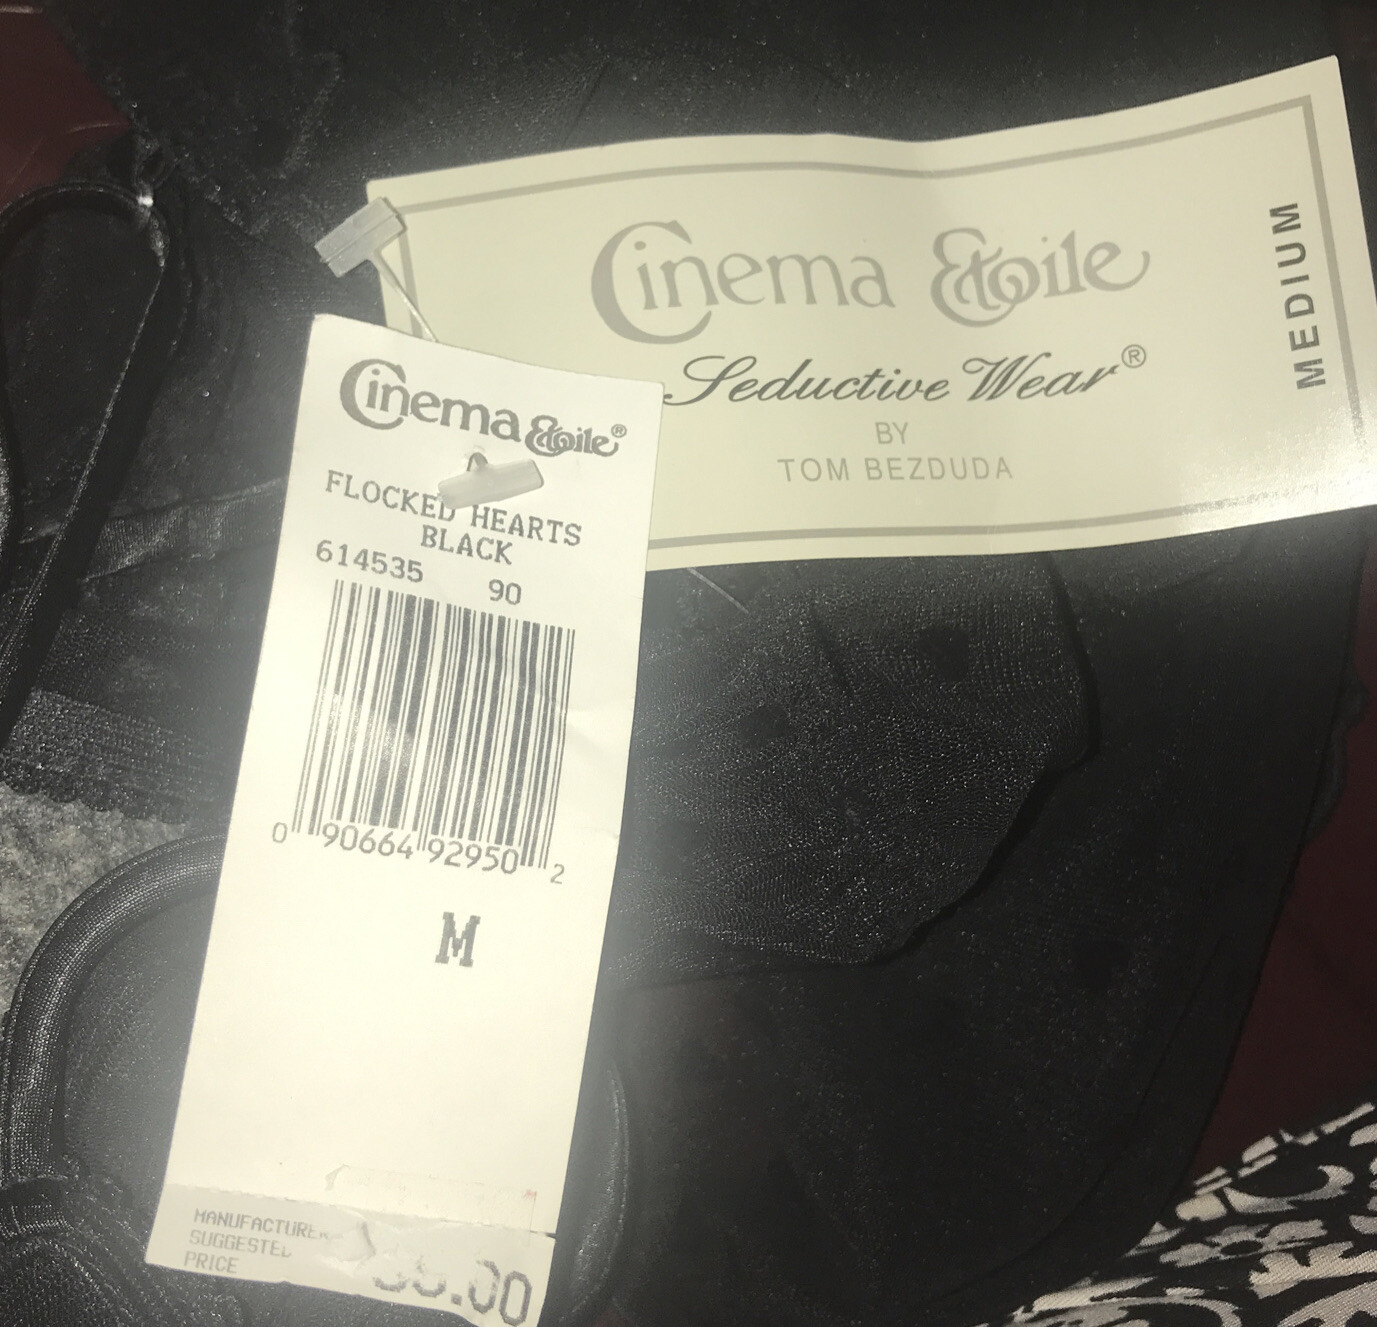 Cinema Etoile
Seductive Wear®
BY
TOM BEZDUDA
MEDIUM
Cinema Etoile®
FLOCKED HEARTS
BLACK
614535 90
0 90664 92950 2
M
MANUFACTURER
SUGGESTED
PRICE